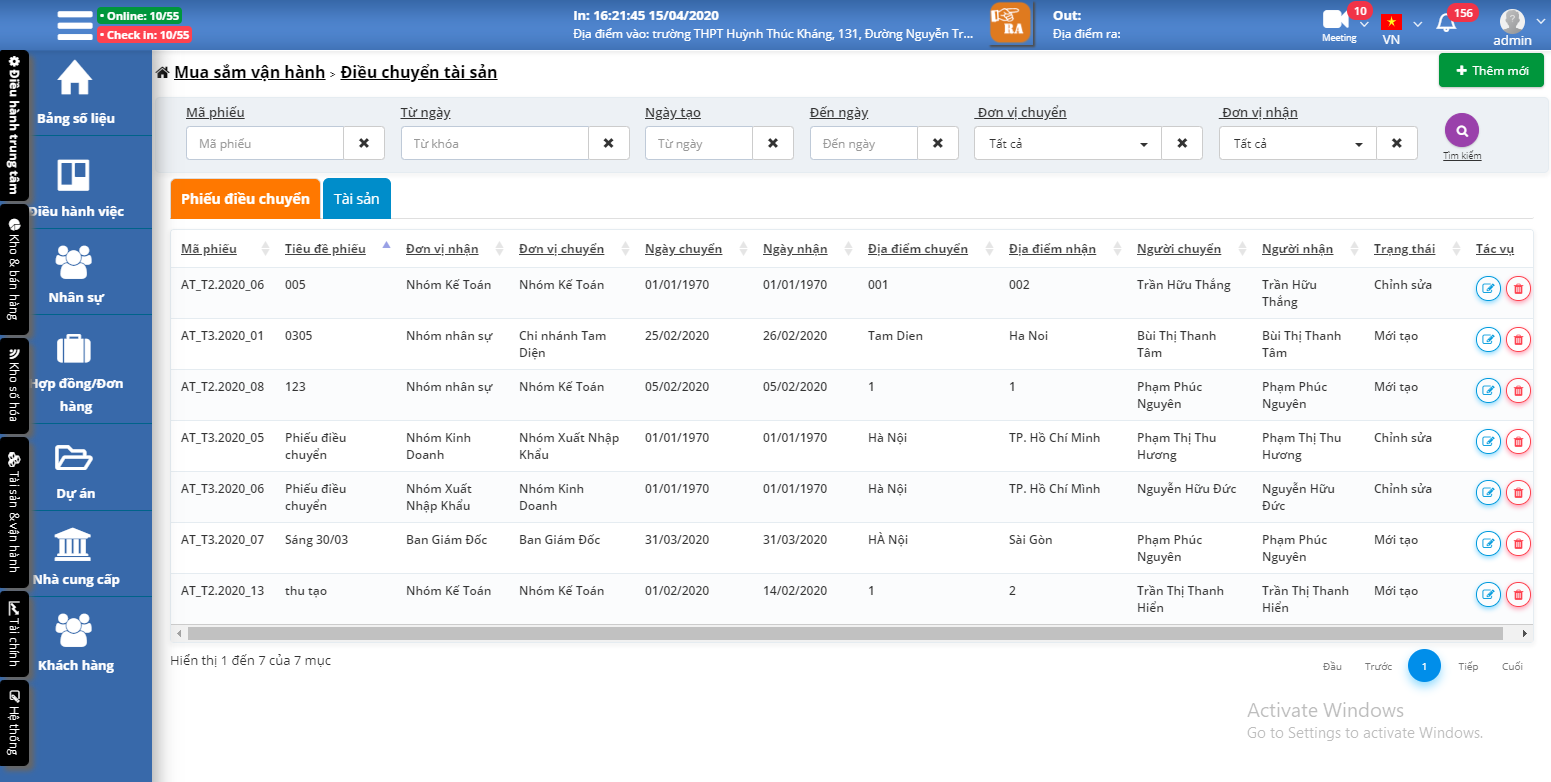 Online: 10/55
Check In: 10/55
In: 16:21:45 15/04/2020
Địa điểm vào: trường THPT Huỳnh Thúc Kháng, 131, Đường Nguyễn Tr...
RA
Out:
Địa điểm ra:
10
Meeting
VN
156
admin
Điều hành trung tâm
Kho & bán hàng
Kho số hóa
Tài sản & vận hành
Tài chính
Hệ thống
Bảng số liệu
Điều hành việc
Nhân sự
Hợp đồng/Đơn
hàng
Dự án
Nhà cung cấp
Khách hàng
Mua sắm vận hành > Điều chuyển tài sản
Thêm mới
Mã phiếu Từ ngày Ngày tạo Đến ngày Đơn vị chuyển Đơn vị nhận
Mã phiếu Từ khóa Từ ngày Đến ngày Tất cả Tất cả
Tìm kiếm
Phiếu điều chuyển Tài sản
Mã phiếu Tiêu đề phiếu Đơn vị nhận Đơn vị chuyển Ngày chuyển Ngày nhận Địa điểm chuyển Địa điểm nhận Người chuyển Người nhận Trạng thái Tác vụ
AT_T2.2020_06 005 Nhóm Kế Toán Nhóm Kế Toán 01/01/1970 01/01/1970 001 002 Trần Hữu Thắng Trần Hữu Chỉnh sửa
Thắng
AT_T3.2020_01 0305 Nhóm nhân sự Chi nhánh Tam 25/02/2020 26/02/2020 Tam Dien Ha Noi Bùi Thị Thanh Bùi Thị Thanh Mới tạo
Diện Tâm Tâm
AT_T2.2020_08 123 Nhóm nhân sự Nhóm Kế Toán 05/02/2020 05/02/2020 1 1 Phạm Phúc Phạm Phúc Mới tạo
Nguyên Nguyên
AT_T3.2020_05 Phiếu điều Nhóm Kinh Nhóm Xuất Nhập 01/01/1970 01/01/1970 Hà Nội TP. Hồ Chí Minh Phạm Thị Thu Phạm Thị Thu Chỉnh sửa
chuyển Doanh Khẩu Hương Hương
AT_T3.2020_06 Phiếu điều Nhóm Xuất Nhóm Kinh 01/01/1970 01/01/1970 Hà Nội TP. Hồ Chí Mình Nguyễn Hữu Đức Nguyễn Hữu Chỉnh sửa
chuyển Nhập Khẩu Doanh Đức
AT_T3.2020_07 Sáng 30/03 Ban Giám Đốc Ban Giám Đốc 31/03/2020 31/03/2020 HÀ Nội Sài Gòn Phạm Phúc Phạm Phúc Mới tạo
Nguyên Nguyên
AT_T2.2020_13 thu tạo Nhóm Kế Toán Nhóm Kế Toán 01/02/2020 14/02/2020 1 2 Trần Thị Thanh Trần Thị Thanh Mới tạo
Hiển Hiển
Hiển thị 1 đến 7 của 7 mục
Đầu Trước 1 Tiếp Cuối
Activate Windows
Go to Settings to activate Windows.